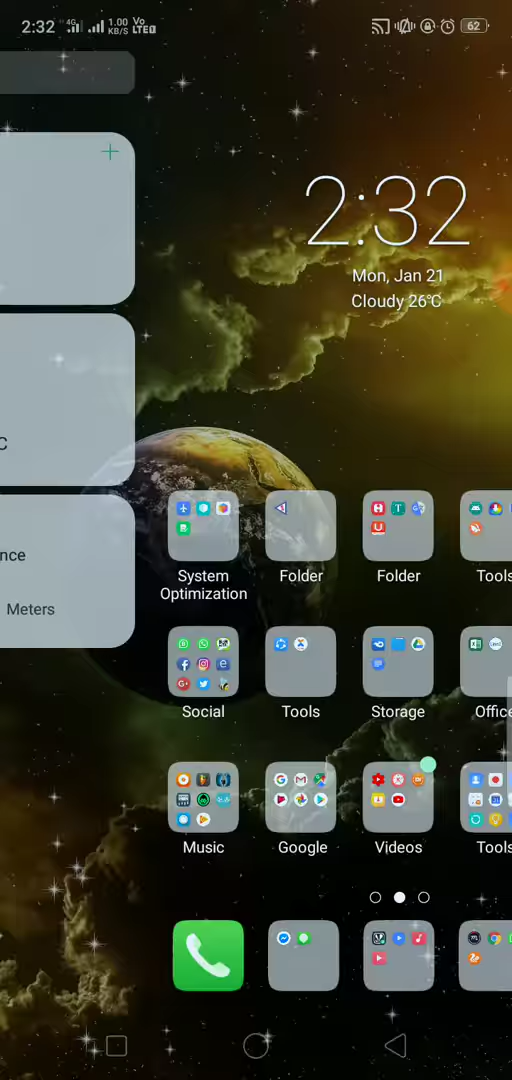 2:32 4G 1.00 KB/S Vo LTE 62
2:32
Mon, Jan 21
Cloudy 26°C
C
nce
Meters
System Optimization
Folder
Folder
Tools
Social
Tools
Storage
Office
Music
Google
Videos
Tools